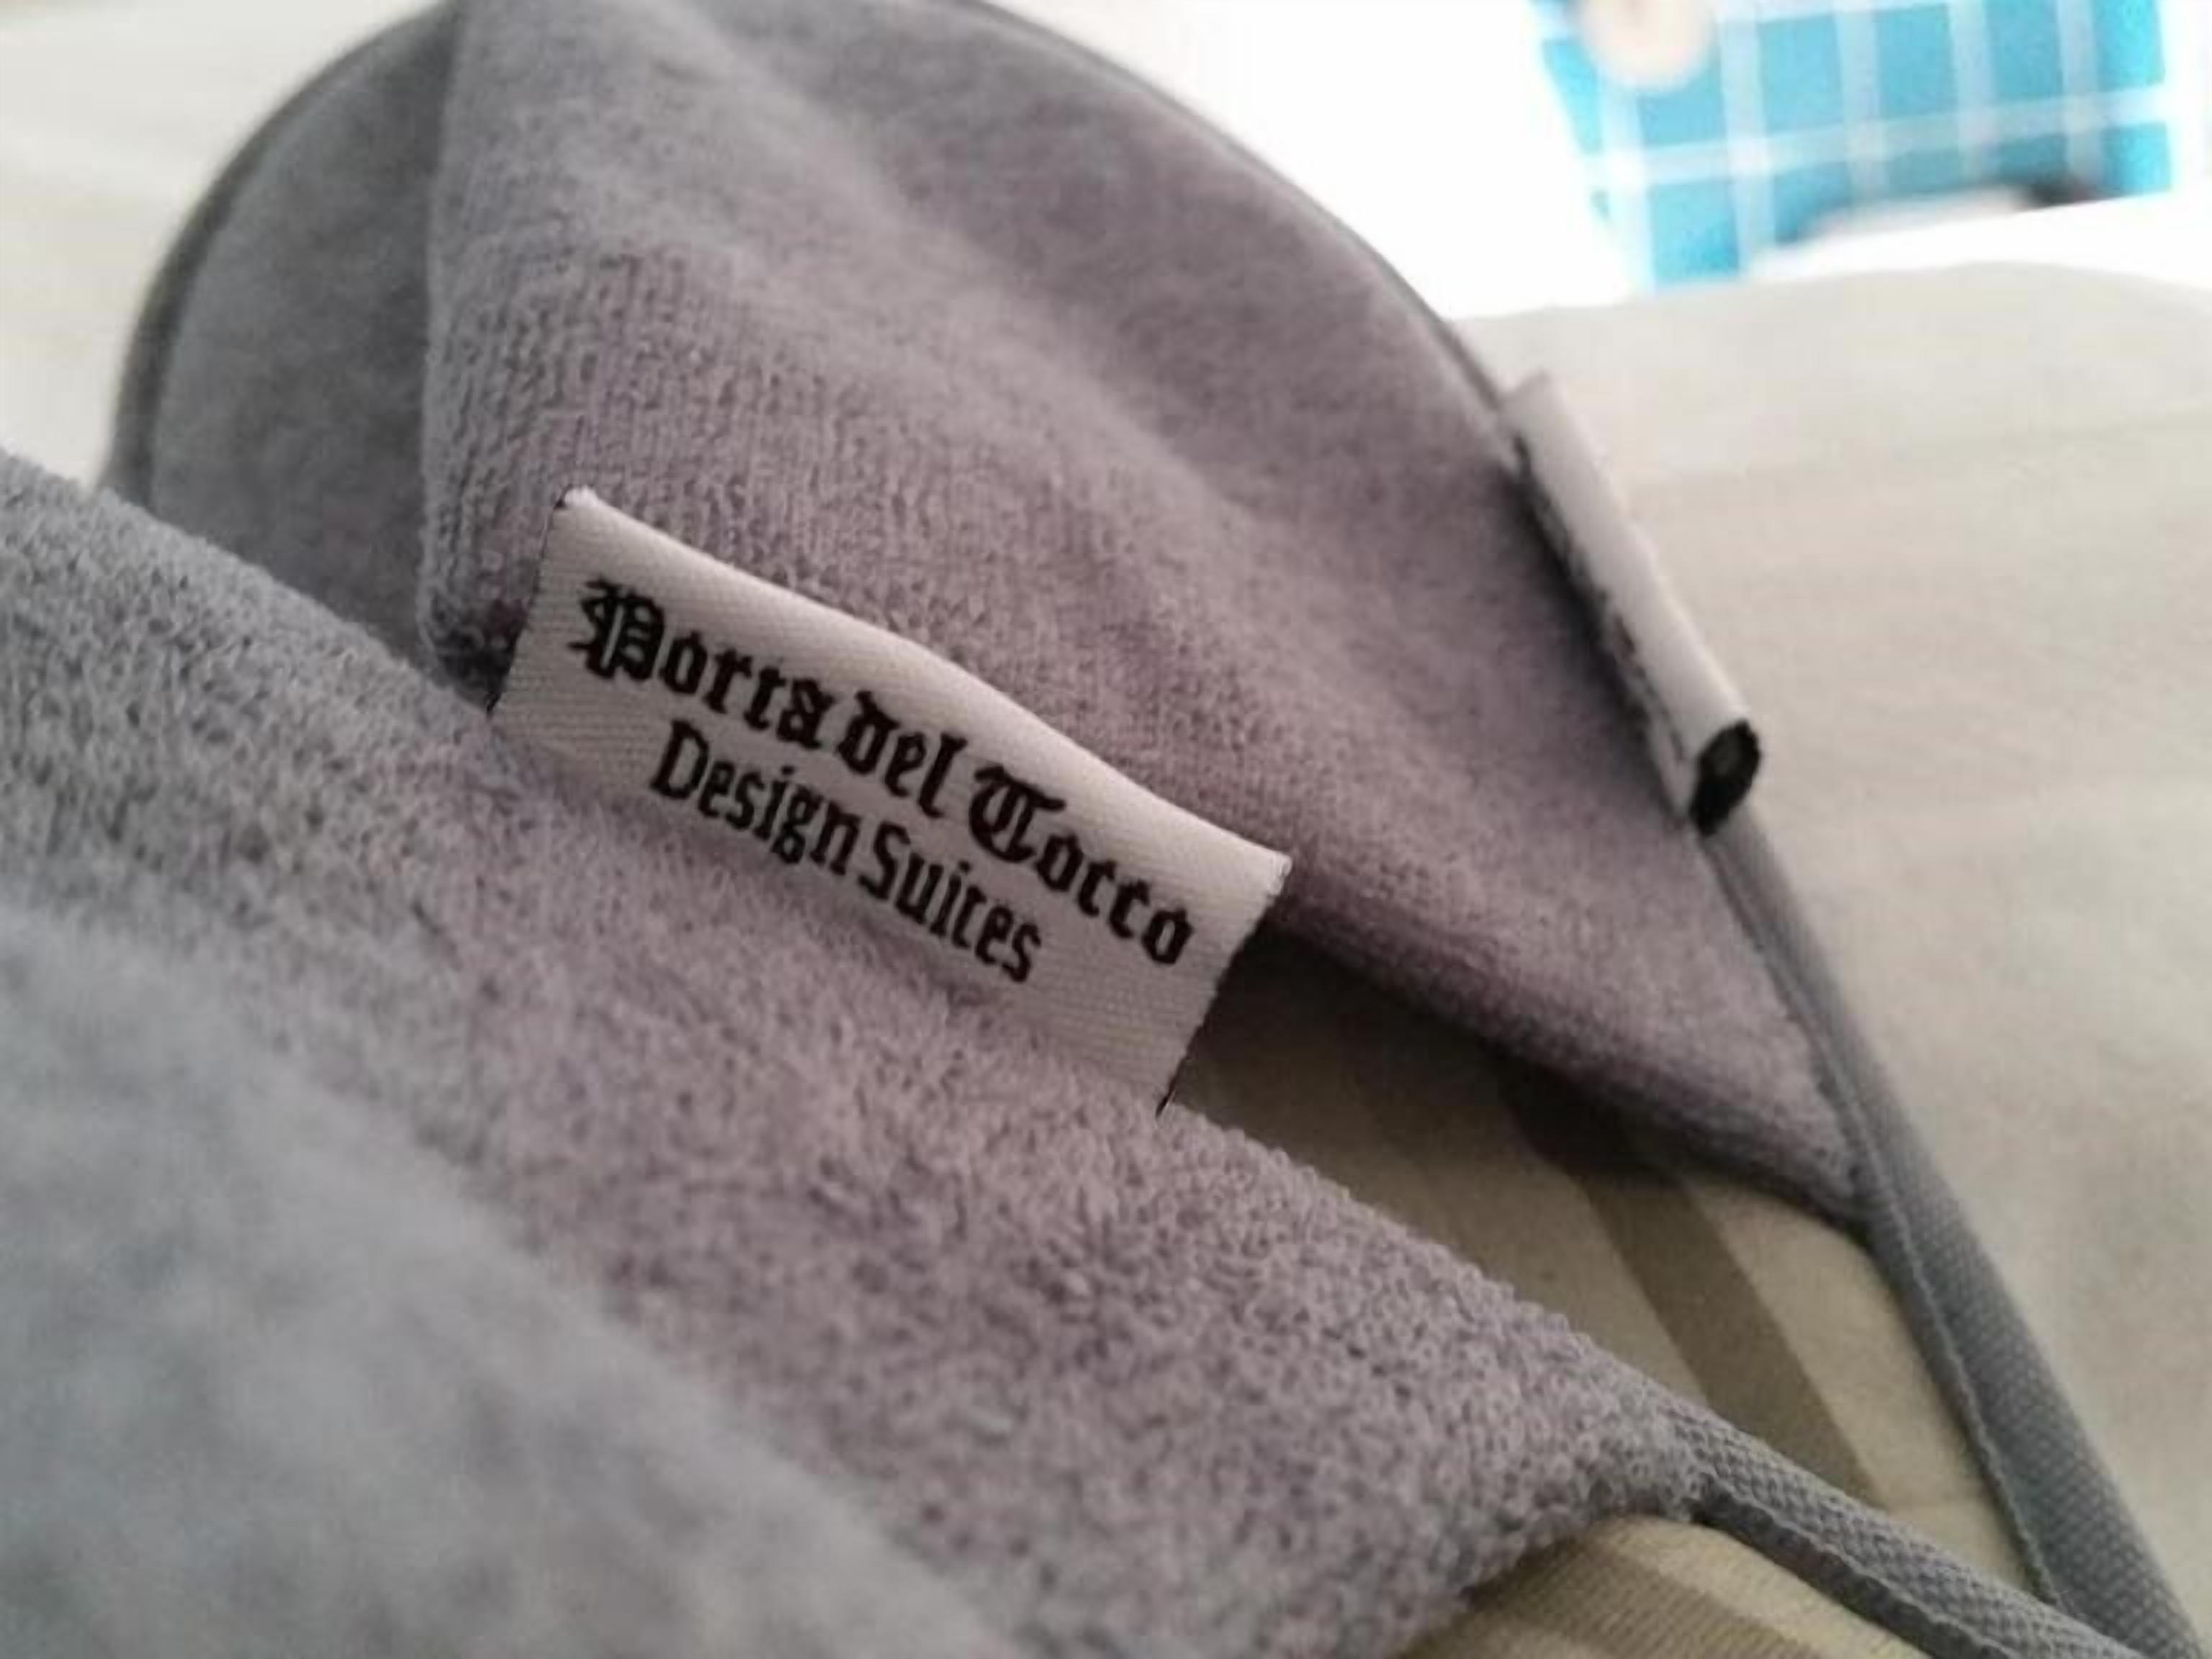 Porta del Tocco
Design Suites